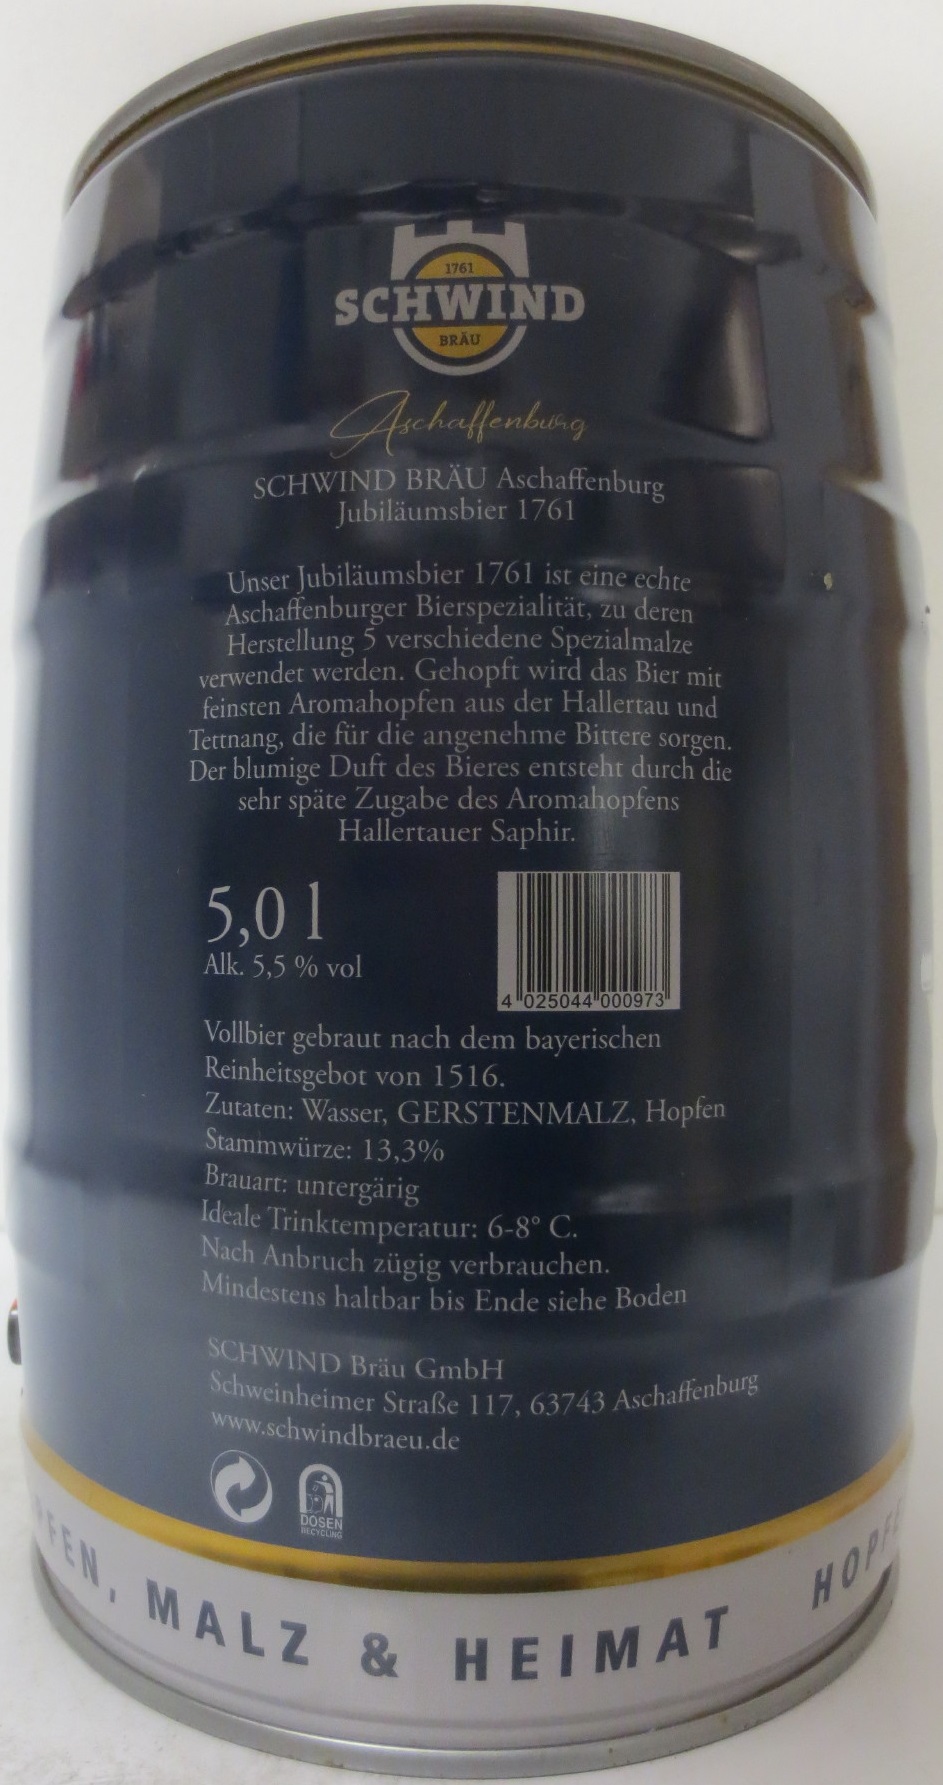 1761
SCHWIND
BRÄU
Aschaffenburg
SCHWIND BRÄU Aschaffenburg
Jubiläumsbier 1761
Unser Jubiläumsbier 1761 ist eine echte
Aschaffenburger Bierspezialität, zu deren
Herstellung 5 verschiedene Spezialmalze
verwendet werden. Gehopft wird das Bier mit
feinsten Aromahopfen aus der Hallertau und
Tettnang, die für die angenehme Bittere sorgen.
Der blumige Duft des Bieres entsteht durch die
sehr späte Zugabe des Aromahopfens
Hallertauer Saphir.
5,0 l
Alk. 5,5 % vol
4 025044 000973
Vollbier gebraut nach dem bayerischen
Reinheitsgebot von 1516.
Zutaten: Wasser, GERSTENMALZ, Hopfen
Stammwürze: 13,3%
Brauart: untergärig
Ideale Trinktemperatur: 6-8° C.
Nach Anbruch zügig verbrauchen.
Mindestens haltbar bis Ende siehe Boden
SCHWIND Bräu GmbH
Schweinheimer Straße 117, 63743 Aschaffenburg
www.schwindbraeu.de
DOSEN
RECYCLING
PFEN, MALZ & HEIMAT HOPFE